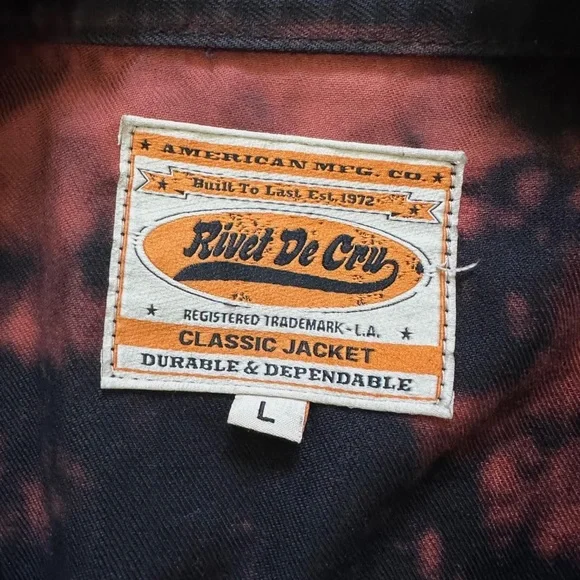 AMERICAN MFG. CO.
Built To Last Est. 1972
Rivet De Cru
REGISTERED TRADEMARK - L.A.
CLASSIC JACKET
DURABLE & DEPENDABLE
L